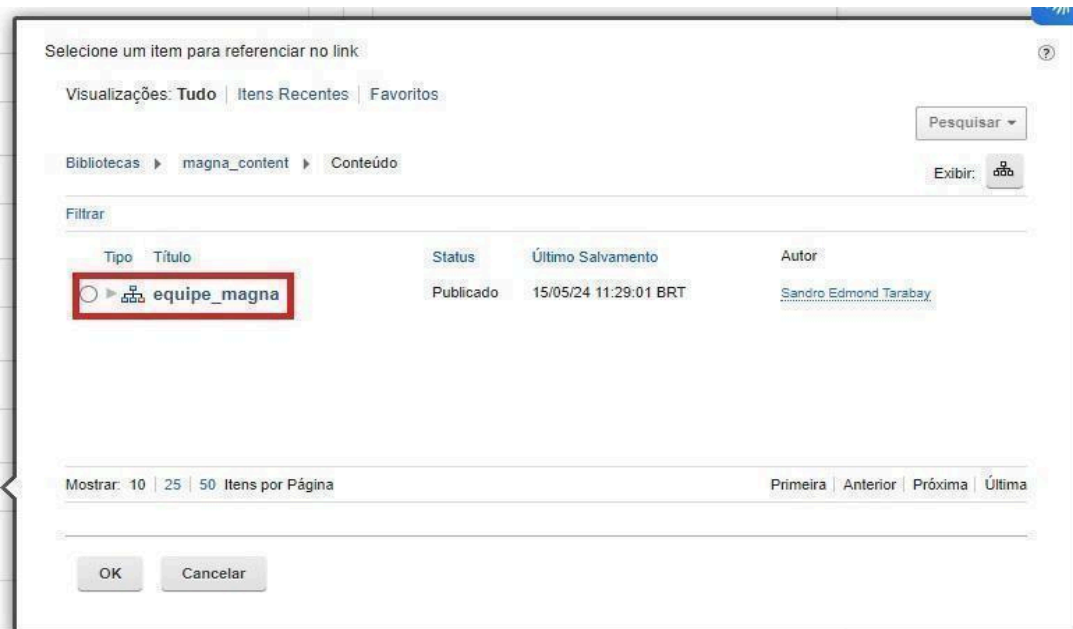 Selecione um item para referenciar no link
Visualizações: Tudo | Itens Recentes | Favoritos
Pesquisar
Bibliotecas magna_content Conteúdo
Exibir:
Filtrar
Tipo Título Status Último Salvamento Autor
equipe_magna Publicado 15/05/24 11:29:01 BRT Sandro Edmond Tarabay
Mostrar: 10 | 25 | 50 Itens por Página Primeira | Anterior | Próxima | Última
OK Cancelar